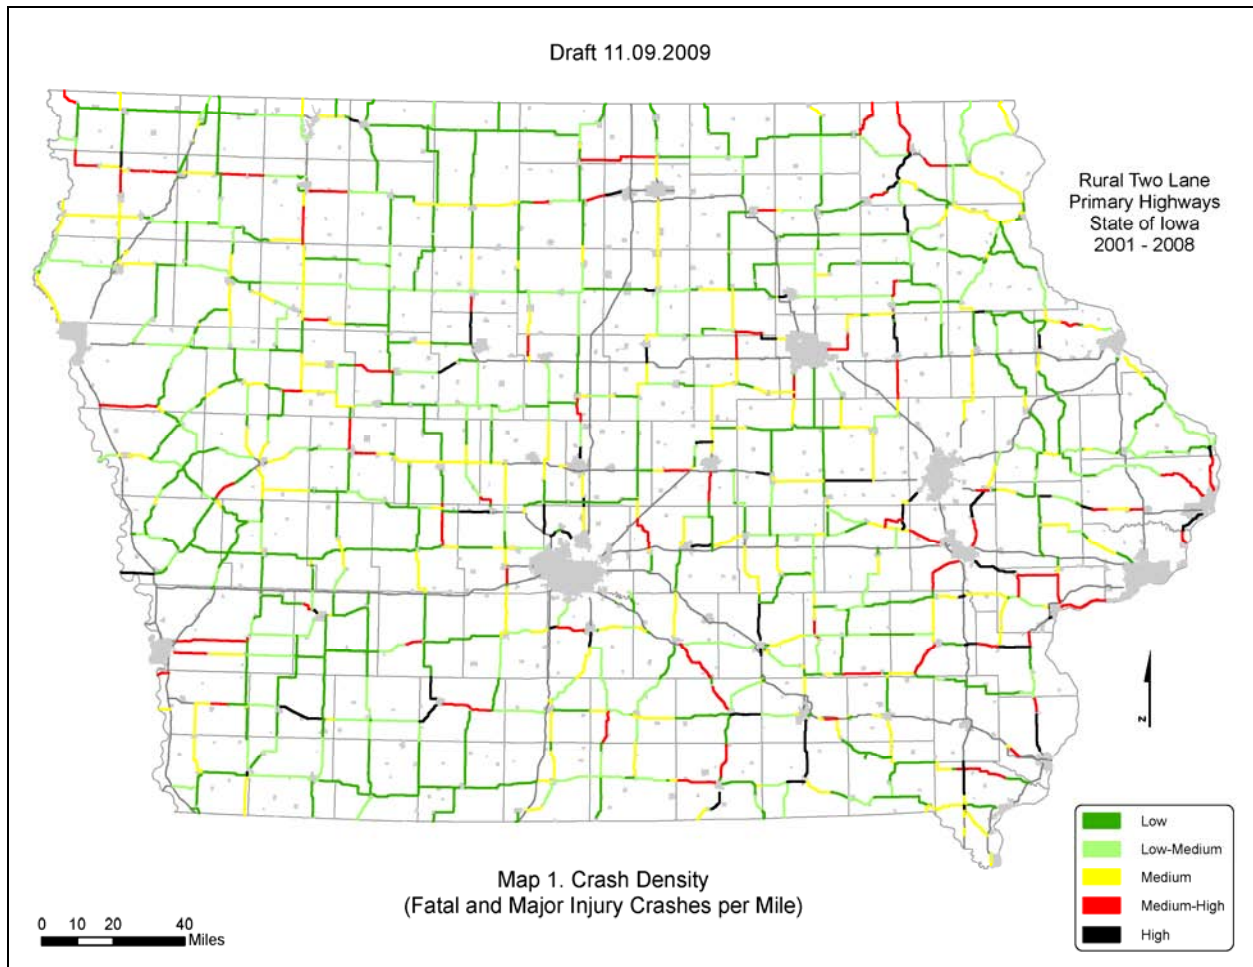 Draft 11.09.2009
Rural Two Lane
Primary Highways
State of Iowa
2001 - 2008
N
Low
Low-Medium
Medium
Medium-High
High
Map 1. Crash Density
(Fatal and Major Injury Crashes per Mile)
0 10 20 40
Miles